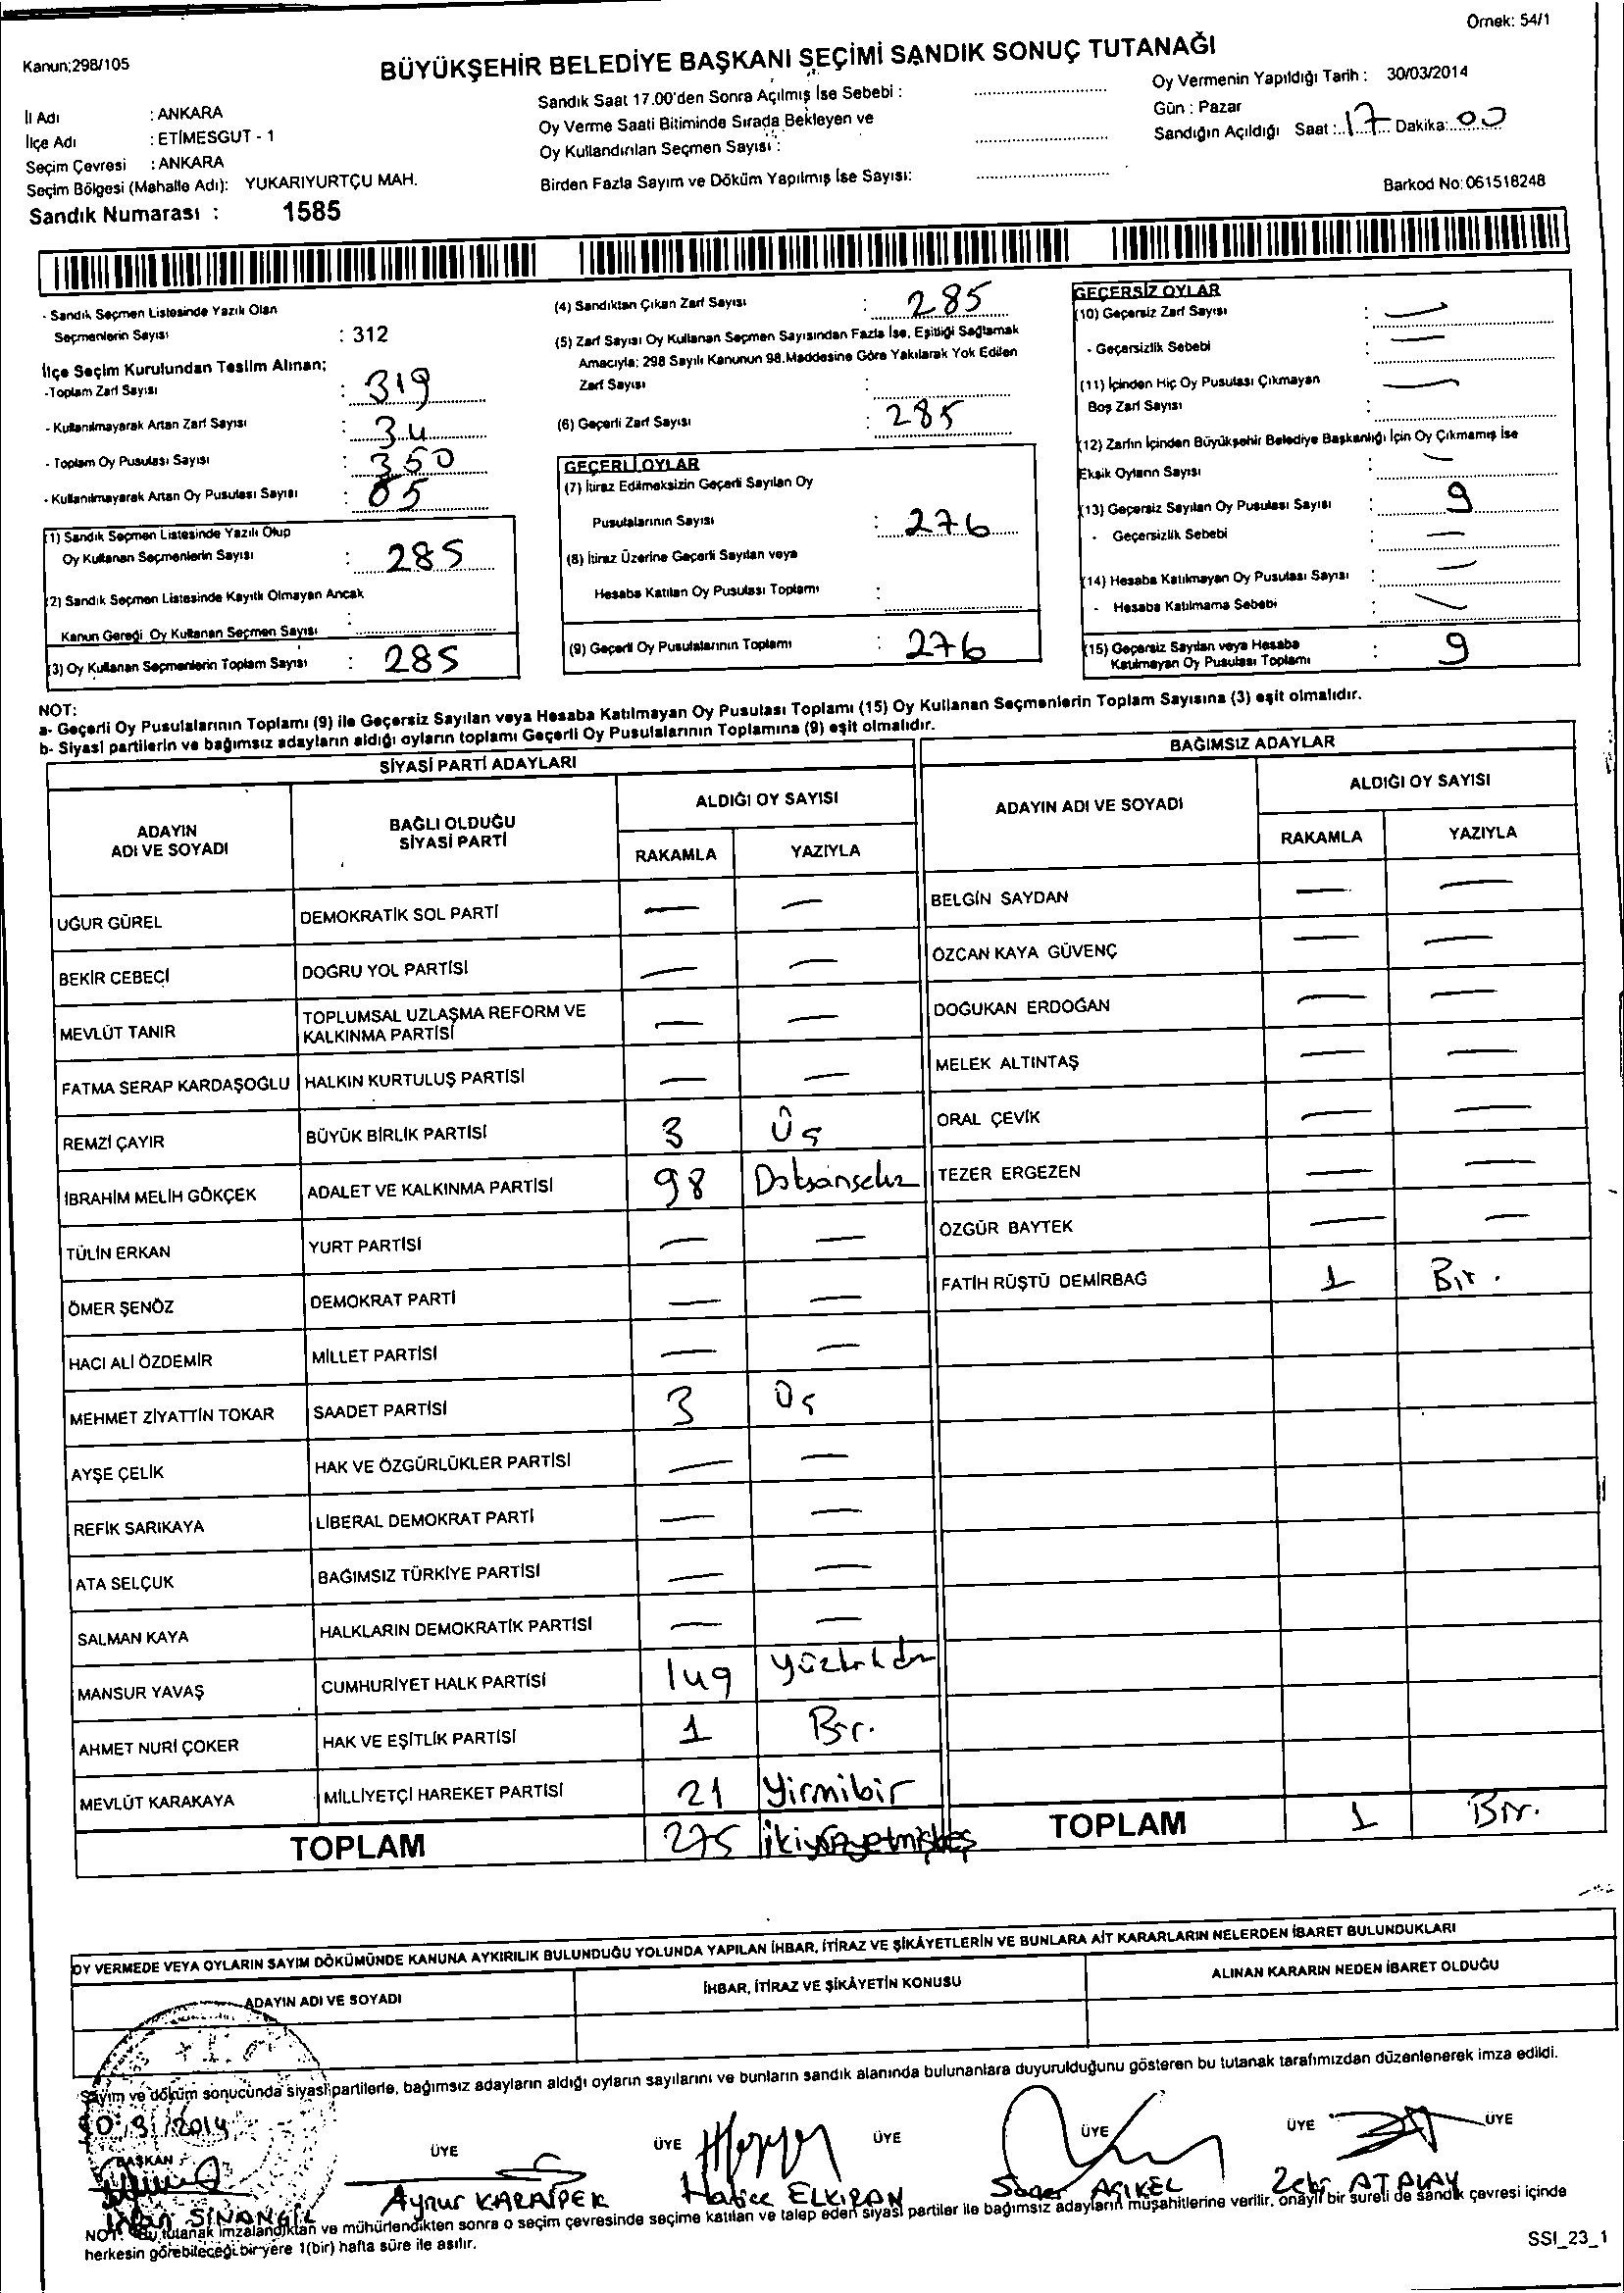 Örnek: 54/1
Kanun;298/105
BÜYÜKŞEHİR BELEDİYE BAŞKANI SEÇİMİ SANDIK SONUÇ TUTANAĞI
İl Adı : ANKARA
İlçe Adı : ETİMESGUT - 1
Seçim Çevresi : ANKARA
Seçim Bölgesi (Mahalle Adı): YUKARIYURTÇU MAH.
Sandık Numarası : 1585
Sandık Saat 17.00'den Sonra Açılmış İse Sebebi :
Oy Verme Saati Bitiminde Sırada Bekleyen ve
Oy Kullandırılan Seçmen Sayısı :
Birden Fazla Sayım ve Döküm Yapılmış İse Sayısı:
Oy Vermenin Yapıldığı Tarih : 30/03/2014
Gün : Pazar
Sandığın Açıldığı Saat : 17 Dakika: 00
Barkod No: 061518248
- Sandık Seçmen Listesinde Yazılı Olan
Seçmenlerin Sayısı : 312
İlçe Seçim Kurulundan Teslim Alınan;
-Toplam Zarf Sayısı : 319
- Kullanılmayarak Artan Zarf Sayısı : 34
- Toplam Oy Pusulası Sayısı : 350
- Kullanılmayarak Artan Oy Pusulası Sayısı : 65
(1) Sandık Seçmen Listesinde Yazılı Olup
Oy Kullanan Seçmenlerin Sayısı : 285
(2) Sandık Seçmen Listesinde Kayıtlı Olmayan Ancak
Kanun Gereği Oy Kullanan Seçmen Sayısı :
(3) Oy Kullanan Seçmenlerin Toplam Sayısı : 285
(4) Sandıktan Çıkan Zarf Sayısı : 285
(5) Zarf Sayısı Oy Kullanan Seçmen Sayısından Fazla İse, Eşitliği Sağlamak
Amacıyla: 298 Sayılı Kanunun 98.Maddesine Göre Yakılarak Yok Edilen
Zarf Sayısı :
(6) Geçerli Zarf Sayısı : 285
GEÇERLİ OYLAR
(7) İtiraz Edilmeksizin Geçerli Sayılan Oy
Pusulalarının Sayısı : 276
(8) İtiraz Üzerine Geçerli Sayılan veya
Hesaba Katılan Oy Pusulası Toplamı :
(9) Geçerli Oy Pusulalarının Toplamı : 276
GEÇERSİZ OYLAR
(10) Geçersiz Zarf Sayısı : —
- Geçersizlik Sebebi : —
(11) İçinden Hiç Oy Pusulası Çıkmayan —
Boş Zarf Sayısı :
(12) Zarfın İçinden Büyükşehir Belediye Başkanlığı İçin Oy Çıkmamış İse
Eksik Oyların Sayısı : —
(13) Geçersiz Sayılan Oy Pusulası Sayısı : 9
- Geçersizlik Sebebi : —
(14) Hesaba Katılmayan Oy Pusulası Sayısı : —
- Hesaba Katılmama Sebebi : —
(15) Geçersiz Sayılan veya Hesaba
Katılmayan Oy Pusulası Toplamı : 9
NOT:
a- Geçerli Oy Pusulalarının Toplamı (9) ile Geçersiz Sayılan veya Hesaba Katılmayan Oy Pusulası Toplamı (15) Oy Kullanan Seçmenlerin Toplam Sayısına (3) eşit olmalıdır.
b- Siyasi partilerin ve bağımsız adayların aldığı oyların toplamı Geçerli Oy Pusulalarının Toplamına (9) eşit olmalıdır.
SİYASİ PARTİ ADAYLARI
ADAYIN ADI VE SOYADI
BAĞLI OLDUĞU SİYASİ PARTİ
ALDIĞI OY SAYISI
RAKAMLA YAZIYLA
UĞUR GÜREL DEMOKRATİK SOL PARTİ — —
BEKİR CEBEÇİ DOĞRU YOL PARTİSİ — —
MEVLÜT TANIR TOPLUMSAL UZLAŞMA REFORM VE KALKINMA PARTİSİ — —
FATMA SERAP KARDAŞOĞLU HALKIN KURTULUŞ PARTİSİ — —
REMZİ ÇAYIR BÜYÜK BİRLİK PARTİSİ 3 Üç
İBRAHİM MELİH GÖKÇEK ADALET VE KALKINMA PARTİSİ 98 Doksansekiz
TÜLİN ERKAN YURT PARTİSİ — —
ÖMER ŞENÖZ DEMOKRAT PARTİ — —
HACI ALİ ÖZDEMİR MİLLET PARTİSİ — —
MEHMET ZİYATTİN TOKAR SAADET PARTİSİ 3 Üç
AYŞE ÇELİK HAK VE ÖZGÜRLÜKLER PARTİSİ — —
REFİK SARIKAYA LİBERAL DEMOKRAT PARTİ — —
ATA SELÇUK BAĞIMSIZ TÜRKİYE PARTİSİ — —
SALMAN KAYA HALKLARIN DEMOKRATİK PARTİSİ — —
MANSUR YAVAŞ CUMHURİYET HALK PARTİSİ 149
AHMET NURİ ÇOKER HAK VE EŞİTLİK PARTİSİ 1 Bir.
MEVLÜT KARAKAYA MİLLİYETÇİ HAREKET PARTİSİ 21 Yirmibir
TOPLAM 275 ikiyüzyetmişbeş
BAĞIMSIZ ADAYLAR
ADAYIN ADI VE SOYADI
ALDIĞI OY SAYISI
RAKAMLA YAZIYLA
BELGİN SAYDAN — —
ÖZCAN KAYA GÜVENÇ — —
DOĞUKAN ERDOĞAN — —
MELEK ALTINTAŞ — —
ORAL ÇEVİK — —
TEZER ERGEZEN — —
ÖZGÜR BAYTEK — —
FATİH RÜŞTÜ DEMİRBAĞ 1 Bir.
TOPLAM 1 Bir.
OY VERMEDE VEYA OYLARIN SAYIM DÖKÜMÜNDE KANUNA AYKIRILIK BULUNDUĞU YOLUNDA YAPILAN İHBAR, İTİRAZ VE ŞİKÂYETLERİN VE BUNLARA AİT KARARLARIN NELERDEN İBARET BULUNDUKLARI
ADAYIN ADI VE SOYADI İHBAR, İTİRAZ VE ŞİKÂYETİN KONUSU ALINAN KARARIN NEDEN İBARET OLDUĞU
Sayım ve döküm sonucunda siyasi partilerle, bağımsız adayların aldığı oyların sayılarını ve bunların sandık alanında bulunanlara duyurulduğunu gösteren bu tutanak tarafımızdan düzenlenerek imza edildi.
30/3/2014
BAŞKAN ÜYE ÜYE ÜYE ÜYE ÜYE ÜYE
SİNANGİL Aynur KARAİPEK Hatice ELKIRAN Soner AÇIKEL ATALAY
NOT: Bu tutanak imzalandıktan ve mühürlendikten sonra o seçim çevresinde seçime katılan ve talep eden siyasi partiler ile bağımsız adayların müşahitlerine verilir, onaylı bir sureti de sandık çevresi içinde
herkesin görebileceği bir yere 1(bir) hafta süre ile asılır.
SSI_23_1